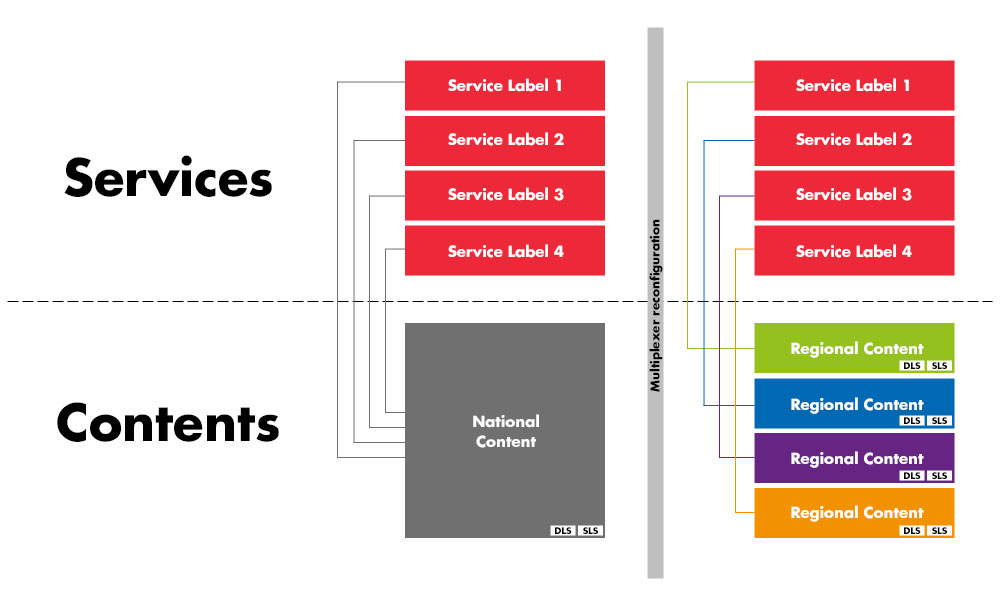 Services
Service Label 1
Service Label 2
Service Label 3
Service Label 4
Contents
National
Content
DLS SLS
Multiplexer reconfiguration
Service Label 1
Service Label 2
Service Label 3
Service Label 4
Regional Content
DLS SLS
Regional Content
DLS SLS
Regional Content
DLS SLS
Regional Content
DLS SLS